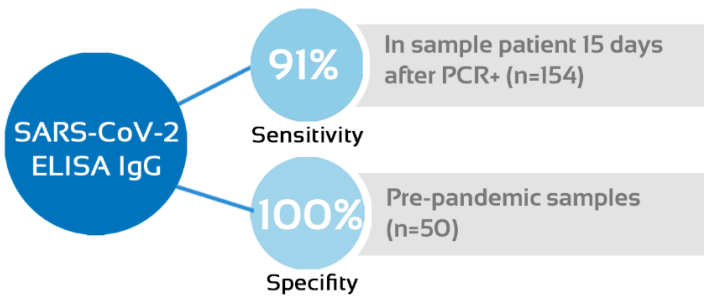 SARS-CoV-2
ELISA IgG
91%
Sensitivity
In sample patient 15 days
after PCR+ (n=154)
100%
Specifity
Pre-pandemic samples
(n=50)